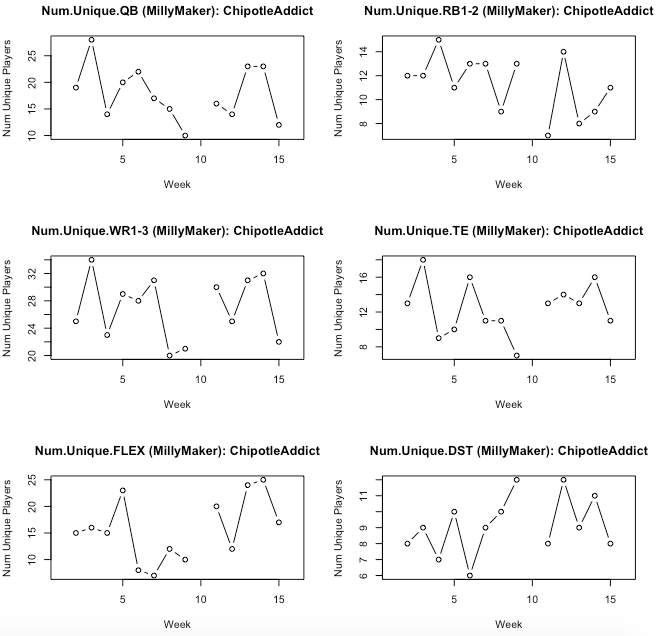 Num.Unique.QB (MillyMaker): ChipotleAddict
Num Unique Players
10 15 20 25
5 10 15
Week
Num.Unique.RB1-2 (MillyMaker): ChipotleAddict
Num Unique Players
8 10 12 14
5 10 15
Week
Num.Unique.WR1-3 (MillyMaker): ChipotleAddict
Num Unique Players
20 24 28 32
5 10 15
Week
Num.Unique.TE (MillyMaker): ChipotleAddict
Num Unique Players
8 12 16
5 10 15
Week
Num.Unique.FLEX (MillyMaker): ChipotleAddict
Num Unique Players
10 15 20 25
5 10 15
Week
Num.Unique.DST (MillyMaker): ChipotleAddict
Num Unique Players
6 7 8 9 11
5 10 15
Week